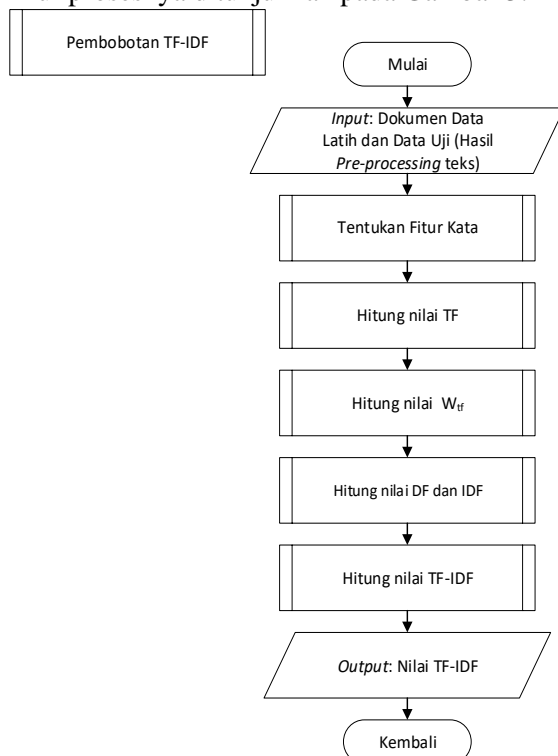 Pembobotan TF-IDF
Mulai
Input: Dokumen Data
Latih dan Data Uji (Hasil
Pre-processing teks)
Tentukan Fitur Kata
Hitung nilai TF
Hitung nilai Wtf
Hitung nilai DF dan IDF
Hitung nilai TF-IDF
Output: Nilai TF-IDF
Kembali